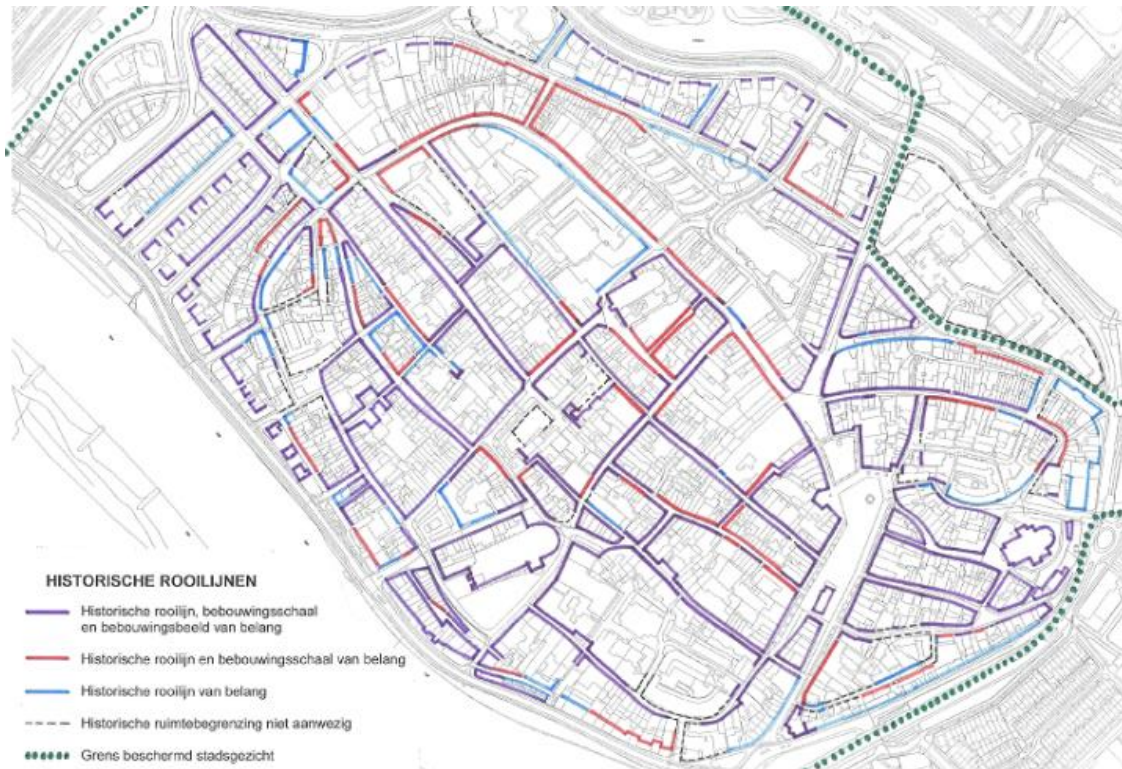 HISTORISCHE ROOILIJNEN
Historische rooilijn, bebouwingsschaal
en bebouwingsbeeld van belang
Historische rooilijn en bebouwingsschaal van belang
Historische rooilijn van belang
Historische ruimtebegrenzing niet aanwezig
Grens beschermd stadsgezicht